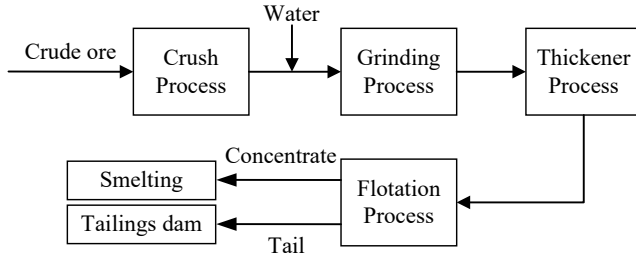 Water
Crude ore
Crush
Process
Grinding
Process
Thickener
Process
Concentrate
Smelting
Flotation
Process
Tailings dam
Tail